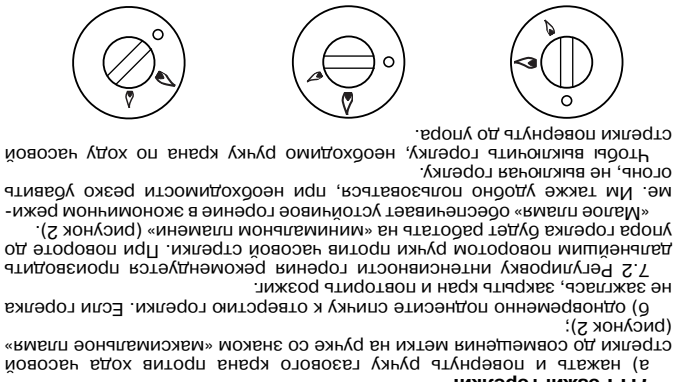 а) нажать и повернуть ручку газового крана против хода часовой
стрелки до совмещения метки на ручке со знаком «максимальное пламя»
(рисунок 2);
б) одновременно поднесите спичку к отверстию горелки. Если горелка
не зажглась, закрыть кран и повторить розжиг.
7.2 Регулировку интенсивности горения рекомендуется производить
дальнейшим поворотом ручки против часовой стрелки. При повороте до
упора горелка будет работать на «минимальном пламени» (рисунок 2).
«Малое пламя» обеспечивает устойчивое горение в экономичном режи-
ме. Им также удобно пользоваться, при необходимости резко убавить
огонь, не выключая горелку.
Чтобы выключить горелку, необходимо ручку крана по ходу часовой
стрелки повернуть до упора.